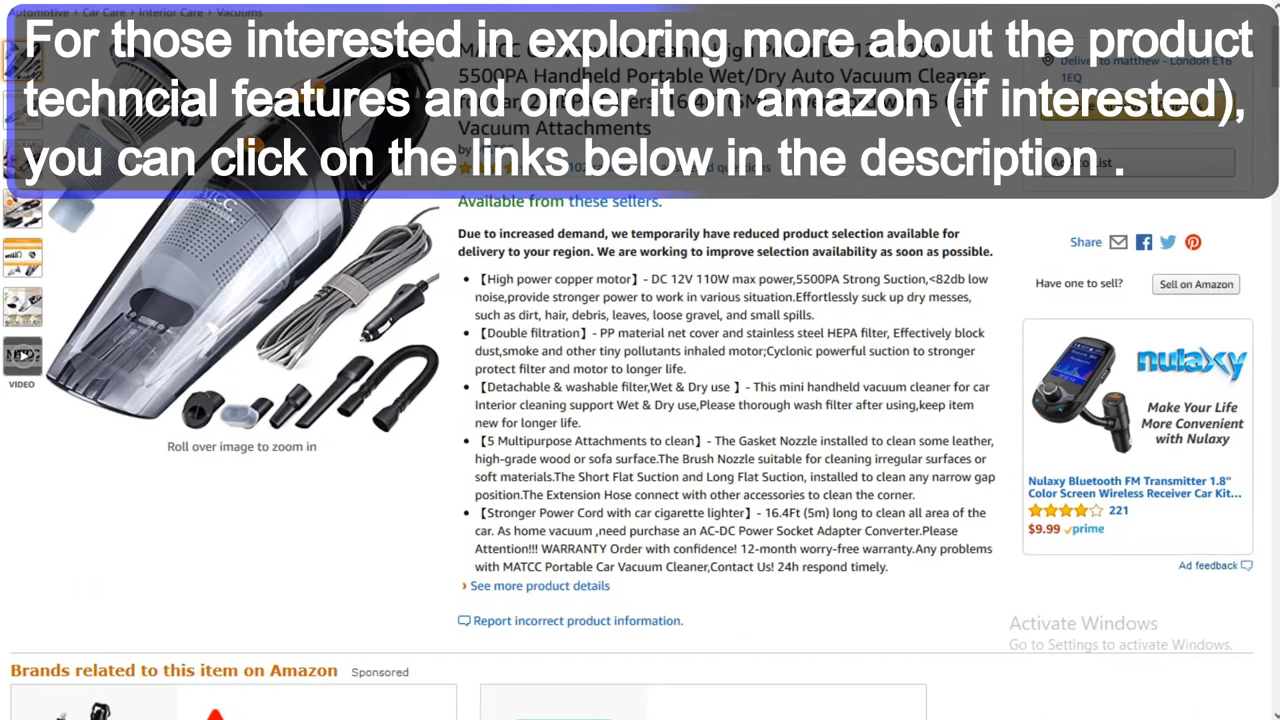 Automotive › Car Care › Interior Care › Vacuums
For those interested in exploring more about the product
techncial features and order it on amazon (if interested),
you can click on the links below in the description .
5500PA Handheld Portable Wet/Dry Auto Vacuum Cleaner
Vacuum Attachments
Deliver to matthew - London E16
1EQ
Available from these sellers.
Due to increased demand, we temporarily have reduced product selection available for
delivery to your region. We are working to improve selection availability as soon as possible.
【High power copper motor】- DC 12V 110W max power,5500PA Strong Suction,<82db low
noise,provide stronger power to work in various situation.Effortlessly suck up dry messes,
such as dirt, hair, debris, leaves, loose gravel, and small spills.
【Double filtration】- PP material net cover and stainless steel HEPA filter, Effectively block
dust,smoke and other tiny pollutants inhaled motor;Cyclonic powerful suction to stronger
protect filter and motor to longer life.
【Detachable & washable filter,Wet & Dry use 】- This mini handheld vacuum cleaner for car
Interior cleaning support Wet & Dry use,Please thorough wash filter after using,keep item
new for longer life.
【5 Multipurpose Attachments to clean】- The Gasket Nozzle installed to clean some leather,
high-grade wood or sofa surface.The Brush Nozzle suitable for cleaning irregular surfaces or
soft materials.The Short Flat Suction and Long Flat Suction, installed to clean any narrow gap
position.The Extension Hose connect with other accessories to clean the corner.
【Stronger Power Cord with car cigarette lighter】- 16.4Ft (5m) long to clean all area of the
car. As home vacuum ,need purchase an AC-DC Power Socket Adapter Converter.Please
Attention!!! WARRANTY Order with confidence! 12-month worry-free warranty.Any problems
with MATCC Portable Car Vacuum Cleaner,Contact Us! 24h respond timely.
› See more product details
Report incorrect product information.
VIDEO
Roll over image to zoom in
Share
Have one to sell?
Sell on Amazon
nulaxy
Make Your Life
More Convenient
with Nulaxy
Nulaxy Bluetooth FM Transmitter 1.8"
Color Screen Wireless Receiver Car Kit...
221
$9.99 prime
Ad feedback
Activate Windows
Go to Settings to activate Windows.
Brands related to this item on Amazon Sponsored